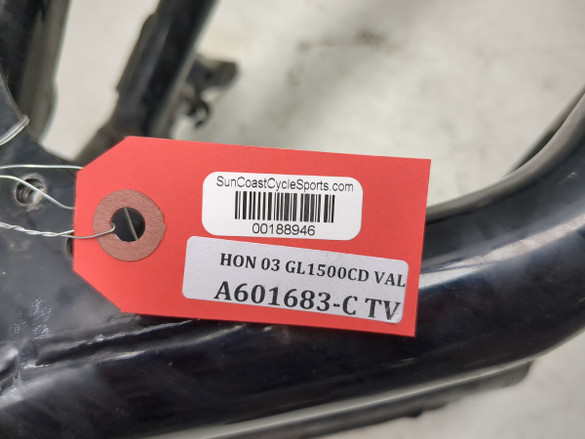 SunCoastCycleSports.com
00188946
HON 03 GL1500CD VAL
A601683-C TV